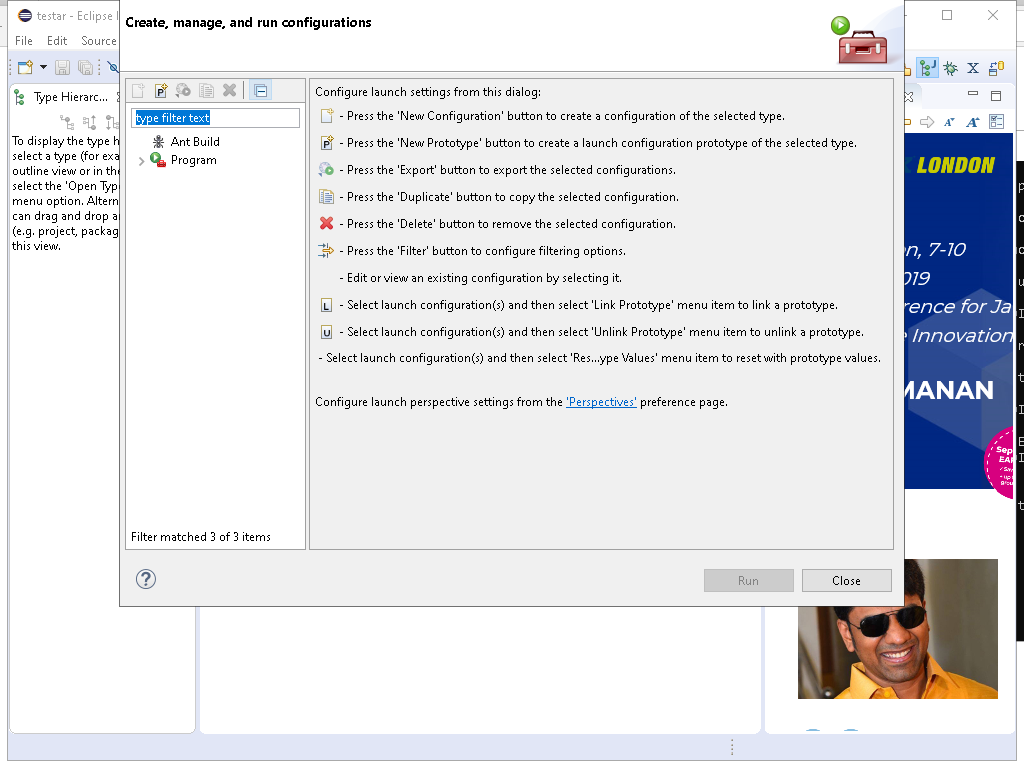 testar - Eclipse I
File Edit Source
Type Hierarc...
To display the type h
select a type (for exa
outline view or in the
select the 'Open Typ
menu option. Altern
can drag and drop a
(e.g. project, packag
this view.
Create, manage, and run configurations
type filter text
Ant Build
Program
Filter matched 3 of 3 items
Configure launch settings from this dialog:
- Press the 'New Configuration' button to create a configuration of the selected type.
- Press the 'New Prototype' button to create a launch configuration prototype of the selected type.
- Press the 'Export' button to export the selected configurations.
- Press the 'Duplicate' button to copy the selected configuration.
- Press the 'Delete' button to remove the selected configuration.
- Press the 'Filter' button to configure filtering options.
- Edit or view an existing configuration by selecting it.
L - Select launch configuration(s) and then select 'Link Prototype' menu item to link a prototype.
U - Select launch configuration(s) and then select 'Unlink Prototype' menu item to unlink a prototype.
- Select launch configuration(s) and then select 'Res...ype Values' menu item to reset with prototype values.
Configure launch perspective settings from the 'Perspectives' preference page.
Run Close
LONDON
on, 7-10
019
rence for Ja
e Innovation
MANAN
Sep
EAR